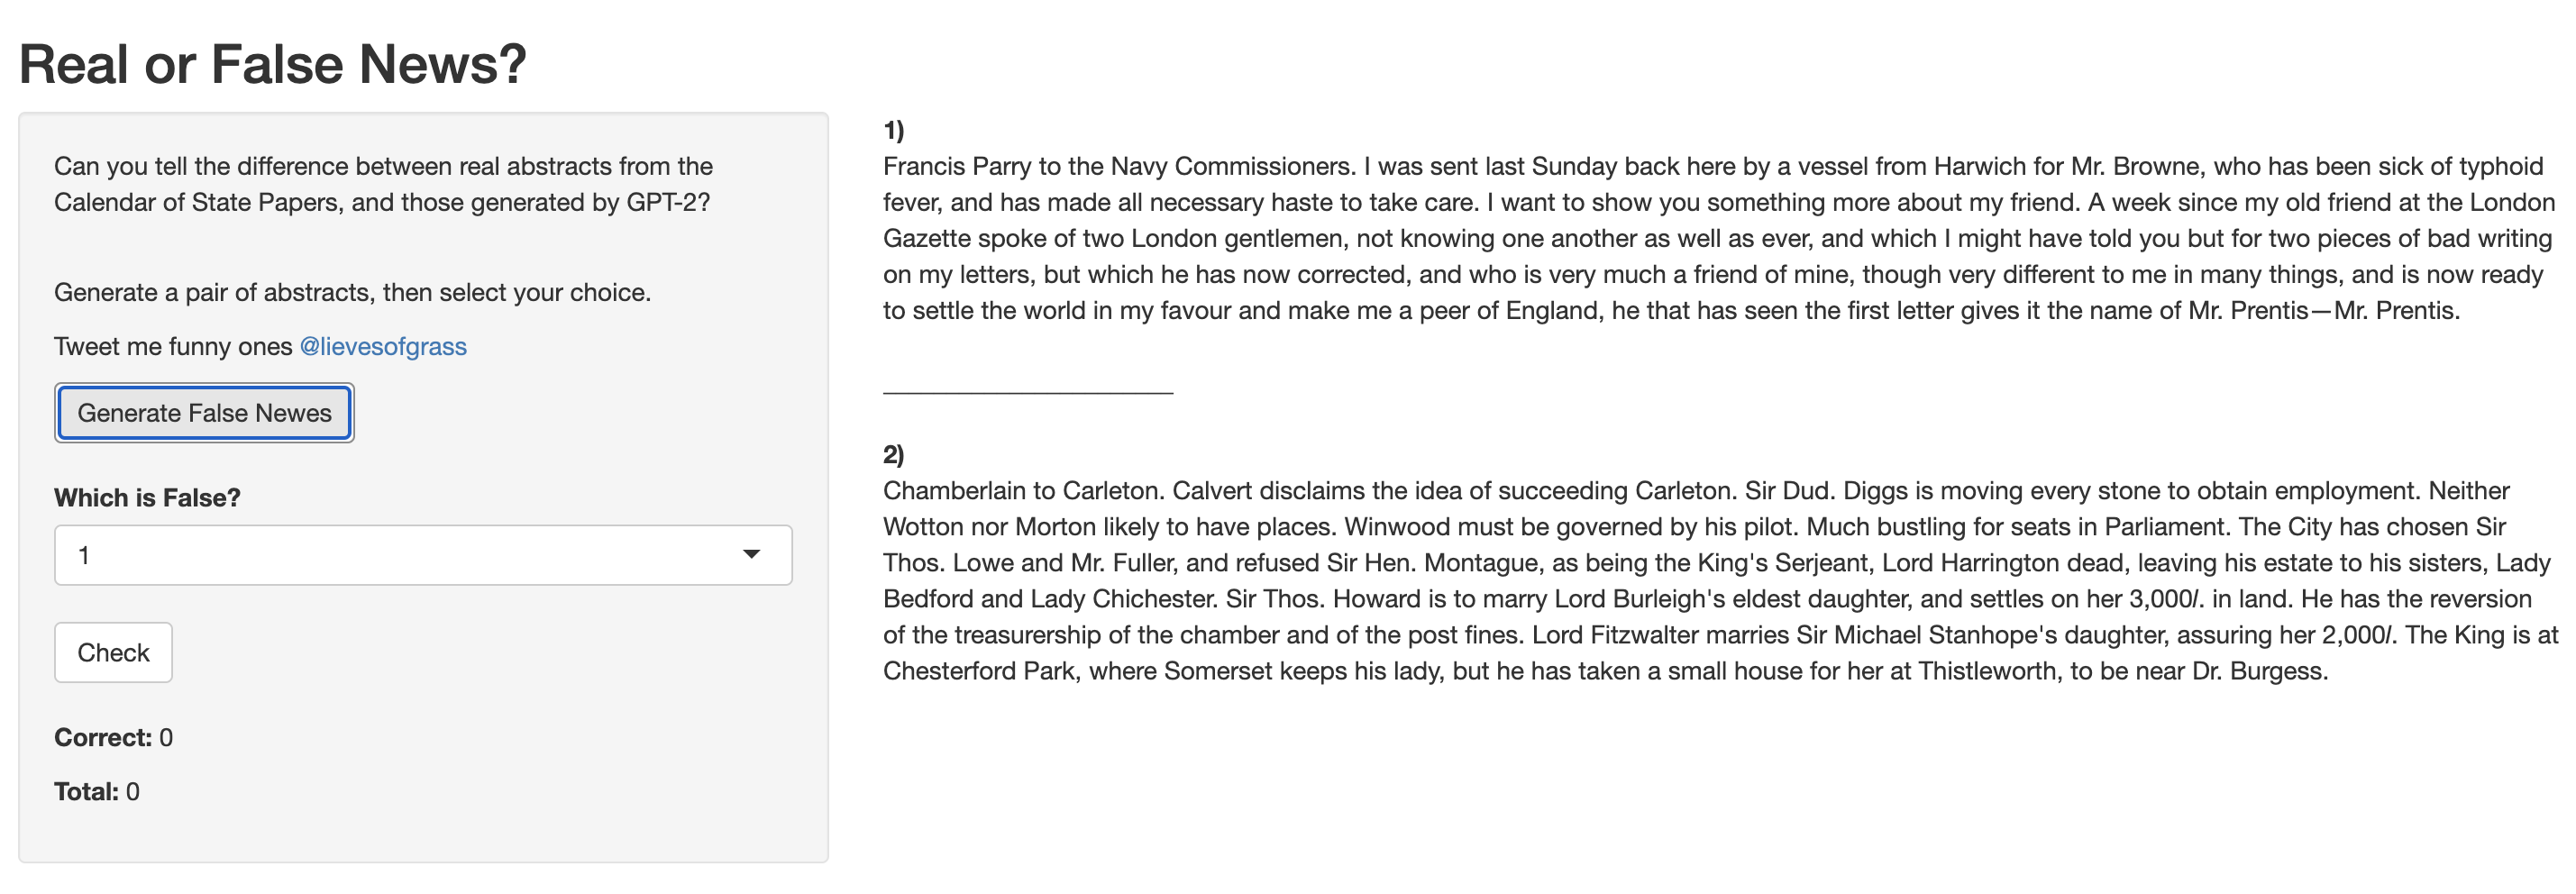 Real or False News?
Can you tell the difference between real abstracts from the
Calendar of State Papers, and those generated by GPT-2?
Generate a pair of abstracts, then select your choice.
Tweet me funny ones @lievesofgrass
Generate False Newes
Which is False?
1
Check
Correct: 0
Total: 0
1)
Francis Parry to the Navy Commissioners. I was sent last Sunday back here by a vessel from Harwich for Mr. Browne, who has been sick of typhoid
fever, and has made all necessary haste to take care. I want to show you something more about my friend. A week since my old friend at the London
Gazette spoke of two London gentlemen, not knowing one another as well as ever, and which I might have told you but for two pieces of bad writing
on my letters, but which he has now corrected, and who is very much a friend of mine, though very different to me in many things, and is now ready
to settle the world in my favour and make me a peer of England, he that has seen the first letter gives it the name of Mr. Prentis—Mr. Prentis.
2)
Chamberlain to Carleton. Calvert disclaims the idea of succeeding Carleton. Sir Dud. Diggs is moving every stone to obtain employment. Neither
Wotton nor Morton likely to have places. Winwood must be governed by his pilot. Much bustling for seats in Parliament. The City has chosen Sir
Thos. Lowe and Mr. Fuller, and refused Sir Hen. Montague, as being the King's Serjeant, Lord Harrington dead, leaving his estate to his sisters, Lady
Bedford and Lady Chichester. Sir Thos. Howard is to marry Lord Burleigh's eldest daughter, and settles on her 3,000l. in land. He has the reversion
of the treasurership of the chamber and of the post fines. Lord Fitzwalter marries Sir Michael Stanhope's daughter, assuring her 2,000l. The King is at
Chesterford Park, where Somerset keeps his lady, but he has taken a small house for her at Thistleworth, to be near Dr. Burgess.